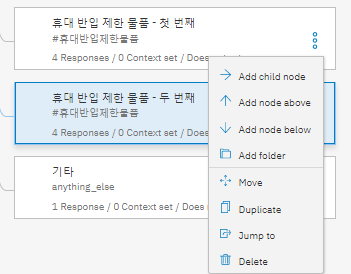 휴대 반입 제한 물품 - 첫 번째
#휴대반입제한물품
4 Responses / 0 Context set / Does
Add child node
휴대 반입 제한 물품 - 두 번째
Add node above
#휴대반입제한물품
4 Responses / 0 Context set / Does
Add node below
Add folder
기타
Move
anything_else
1 Response / 0 Context set / Does
Duplicate
Jump to
Delete